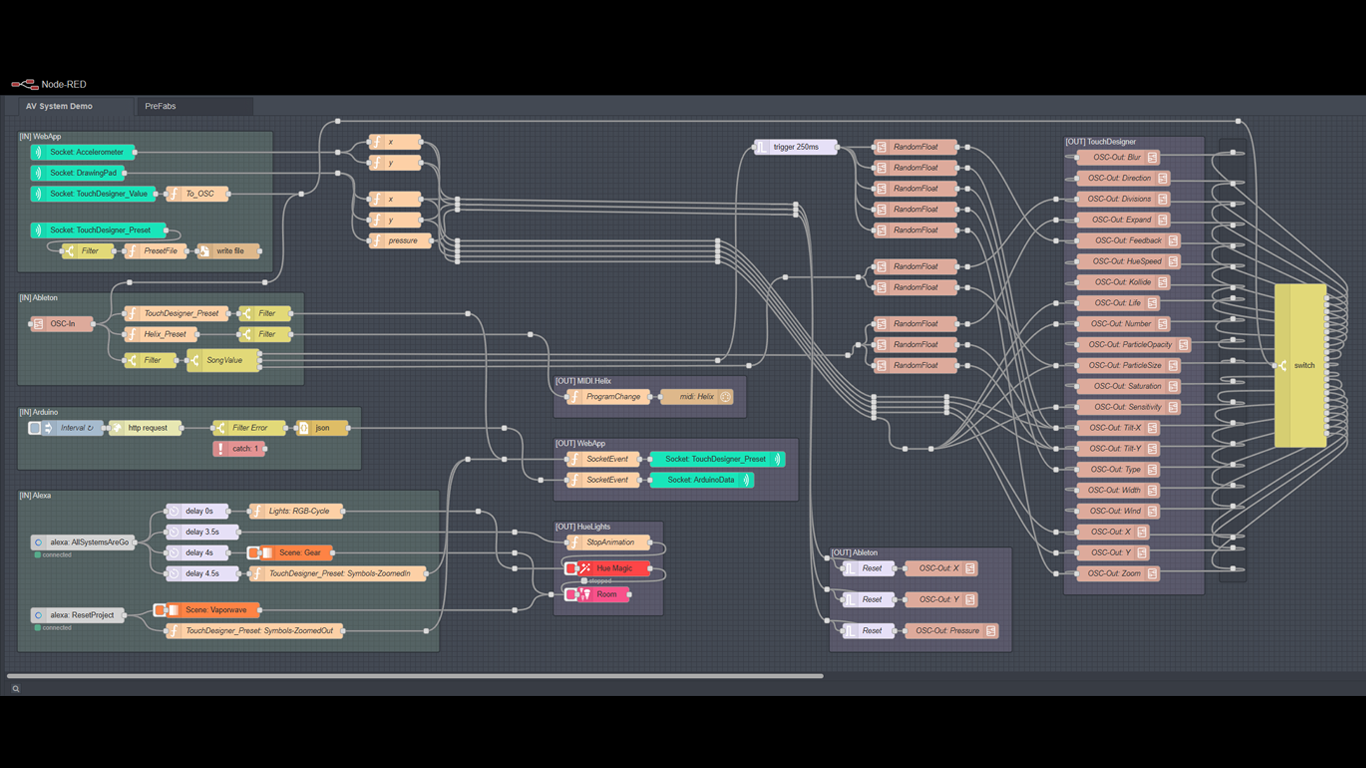 Node-RED
AV System Demo
PreFabs
[IN] WebApp
Socket: Accelerometer
Socket: DrawingPad
Socket: TouchDesigner_Value
To_OSC
Socket: TouchDesigner_Preset
Filter
PresetFile
write file
x
y
x
y
pressure
[IN] Ableton
OSC-In
TouchDesigner_Preset
Filter
Helix_Preset
Filter
Filter
SongValue
[IN] Arduino
Interval ↻
http request
Filter Error
json
catch: 1
[IN] Alexa
alexa: AllSystemsAreGo
connected
delay 0s
Lights: RGB-Cycle
delay 3.5s
delay 4s
Scene: Gear
delay 4.5s
TouchDesigner_Preset: Symbols-ZoomedIn
alexa: ResetProject
connected
Scene: Vaporwave
TouchDesigner_Preset: Symbols-ZoomedOut
[OUT] MIDI.Helix
ProgramChange
midi: Helix
[OUT] WebApp
SocketEvent
Socket: TouchDesigner_Preset
SocketEvent
Socket: ArduinoData
[OUT] HueLights
StopAnimation
Hue Magic
stopped
Room
trigger 250ms
RandomFloat
RandomFloat
RandomFloat
RandomFloat
RandomFloat
RandomFloat
RandomFloat
RandomFloat
RandomFloat
RandomFloat
[OUT] Ableton
Reset
OSC-Out: X
Reset
OSC-Out: Y
Reset
OSC-Out: Pressure
[OUT] TouchDesigner
OSC-Out: Blur
OSC-Out: Direction
OSC-Out: Divisions
OSC-Out: Expand
OSC-Out: Feedback
OSC-Out: HueSpeed
OSC-Out: Kollide
OSC-Out: Life
OSC-Out: Number
OSC-Out: ParticleOpacity
OSC-Out: ParticleSize
OSC-Out: Saturation
OSC-Out: Sensitivity
OSC-Out: Tilt-X
OSC-Out: Tilt-Y
OSC-Out: Type
OSC-Out: Width
OSC-Out: Wind
OSC-Out: X
OSC-Out: Y
OSC-Out: Zoom
switch